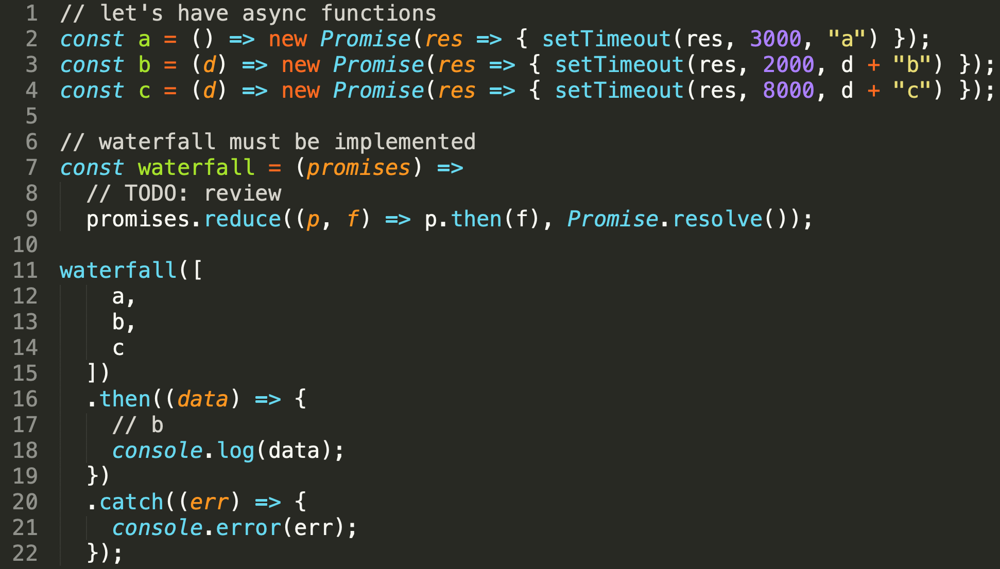 1 // let's have async functions
2 const a = () => new Promise(res => { setTimeout(res, 3000, "a") });
3 const b = (d) => new Promise(res => { setTimeout(res, 2000, d + "b") });
4 const c = (d) => new Promise(res => { setTimeout(res, 8000, d + "c") });
5
6 // waterfall must be implemented
7 const waterfall = (promises) =>
8   // TODO: review
9   promises.reduce((p, f) => p.then(f), Promise.resolve());
10
11 waterfall([
12     a,
13     b,
14     c
15   ])
16   .then((data) => {
17     // b
18     console.log(data);
19   })
20   .catch((err) => {
21     console.error(err);
22   });